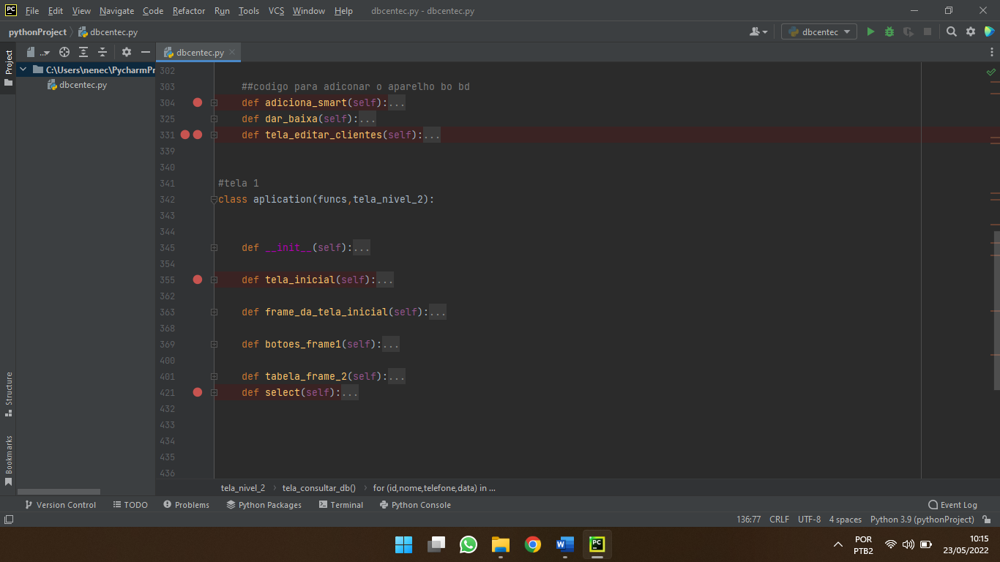 PC File Edit View Navigate Code Refactor Run Tools VCS Window Help dbcentec.py - dbcentec.py
pythonProject dbcentec.py dbcentec
Project
... dbcentec.py
C:\Users\nenec\PycharmPr
dbcentec.py
302
303 ##codigo para adiconar o aparelho bo bd
304 def adiciona_smart(self):...
325 def dar_baixa(self):...
331 def tela_editar_clientes(self):...
339
340
341 #tela 1
342 class aplication(funcs,tela_nivel_2):
343
344
345 def __init__(self):...
354
355 def tela_inicial(self):...
362
363 def frame_da_tela_inicial(self):...
368
369 def botoes_frame1(self):...
400
401 def tabela_frame_2(self):...
421 def select(self):...
432
433
434
435
436
Structure
Bookmarks
tela_nivel_2 tela_consultar_db() for (id,nome,telefone,data) in ...
Version Control TODO Problems Python Packages Terminal Python Console Event Log
136:77 CRLF UTF-8 4 spaces Python 3.9 (pythonProject)
W PC
POR
PTB2
10:15
23/05/2022